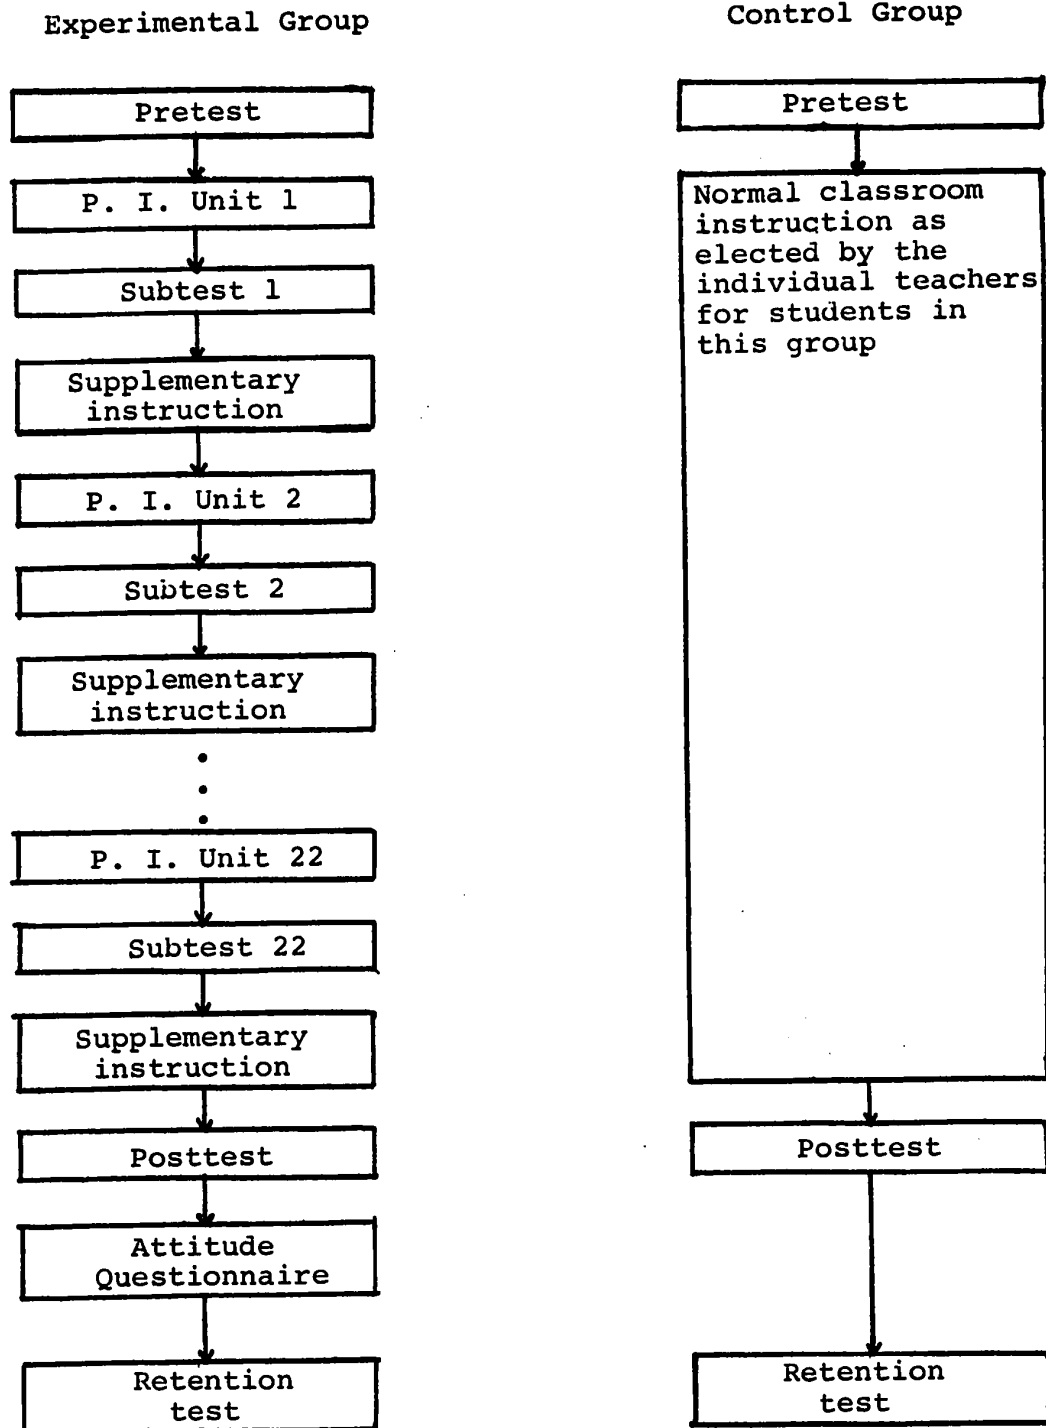 Experimental Group
Pretest
P. I. Unit 1
Subtest 1
Supplementary
instruction
P. I. Unit 2
Subtest 2
Supplementary
instruction
.
.
.
P. I. Unit 22
Subtest 22
Supplementary
instruction
Posttest
Attitude
Questionnaire
Retention
test
Control Group
Pretest
Normal classroom
instruction as
elected by the
individual teachers
for students in
this group
Posttest
Retention
test